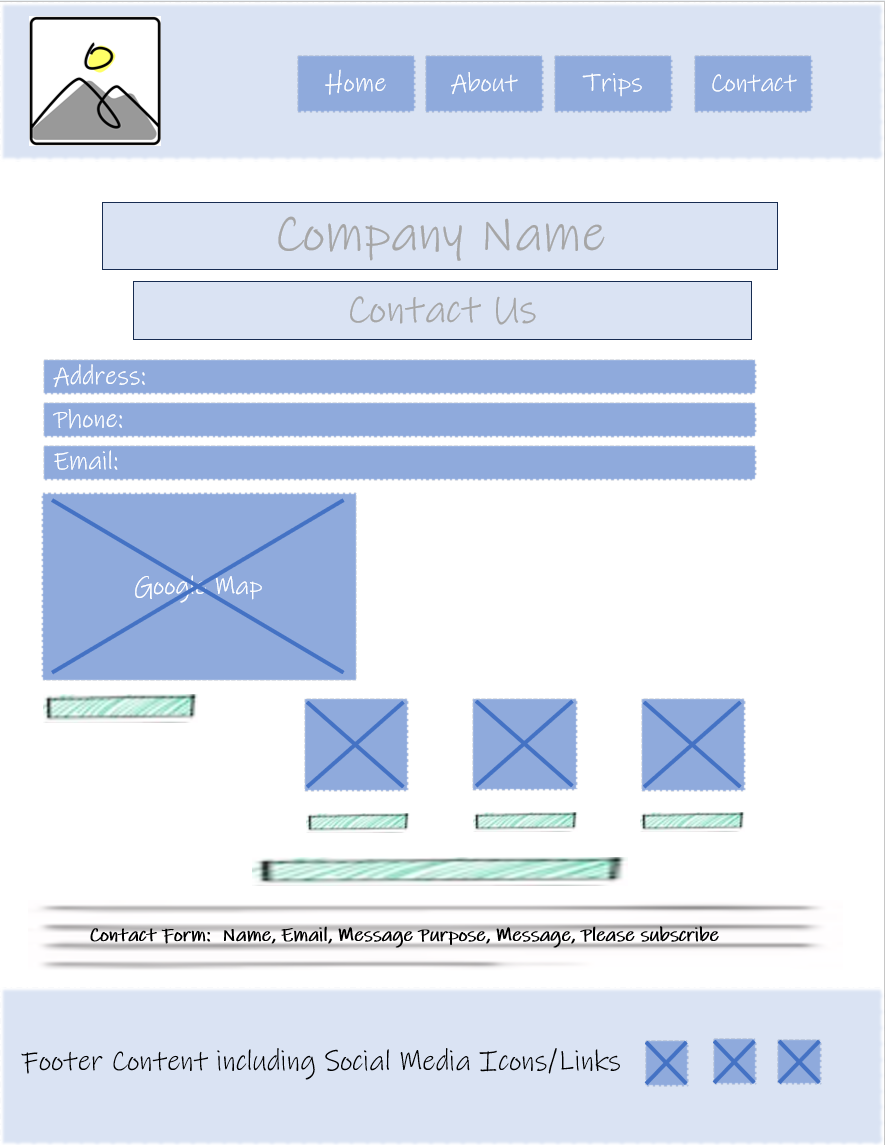 Home About Trips Contact
Company Name
Contact Us
Address:
Phone:
Email:
Google Map
Contact Form: Name, Email, Message Purpose, Message, Please subscribe
Footer Content including Social Media Icons/Links